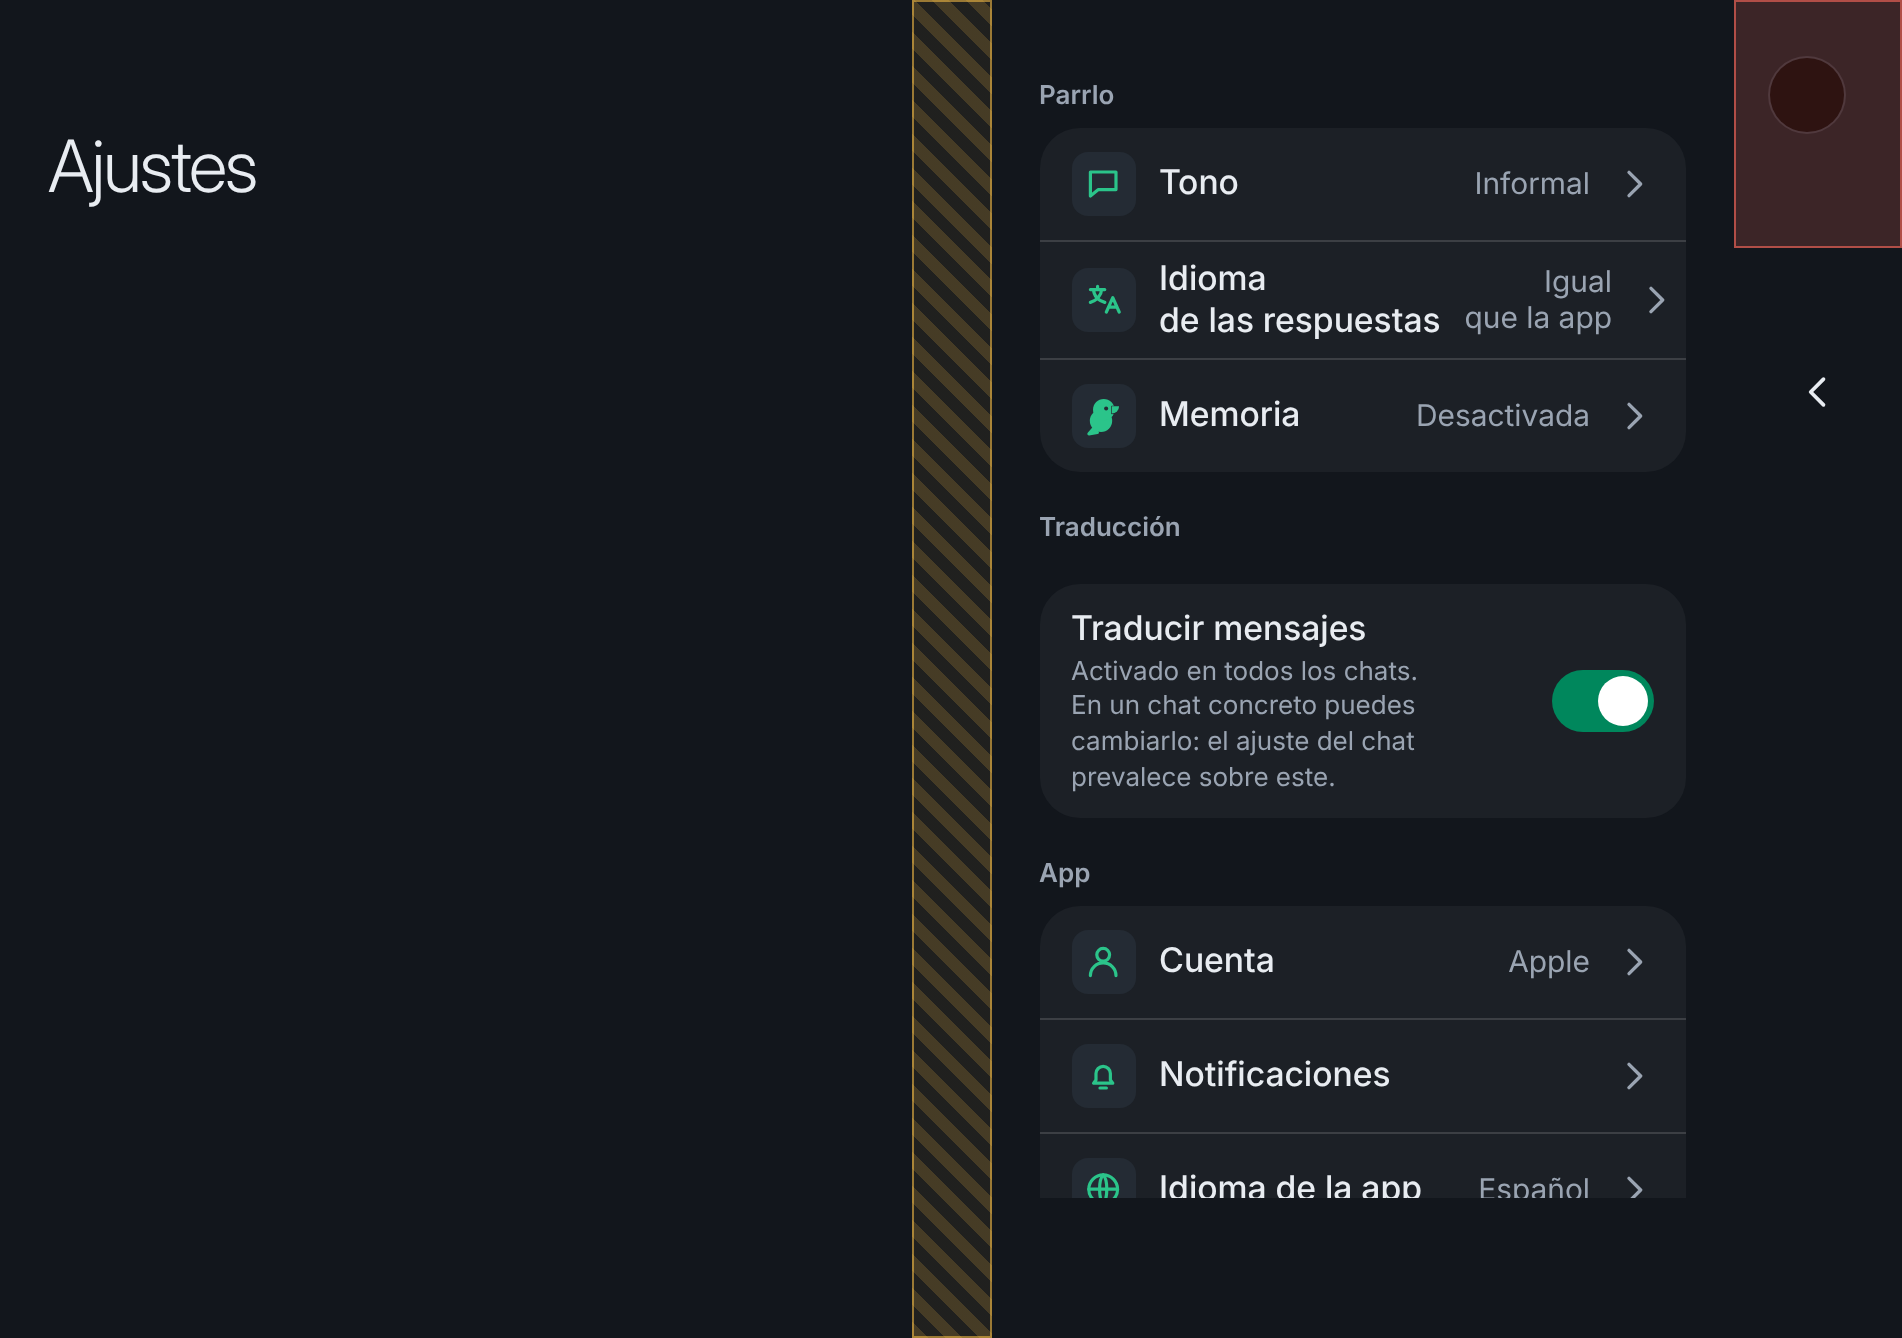 Ajustes
Parrlo
Tono
Informal
Idioma
de las respuestas
Igual
que la app
Memoria
Desactivada
Traducción
Traducir mensajes
Activado en todos los chats.
En un chat concreto puedes
cambiarlo: el ajuste del chat
prevalece sobre este.
App
Cuenta
Apple
Notificaciones
Idioma de la app
Español